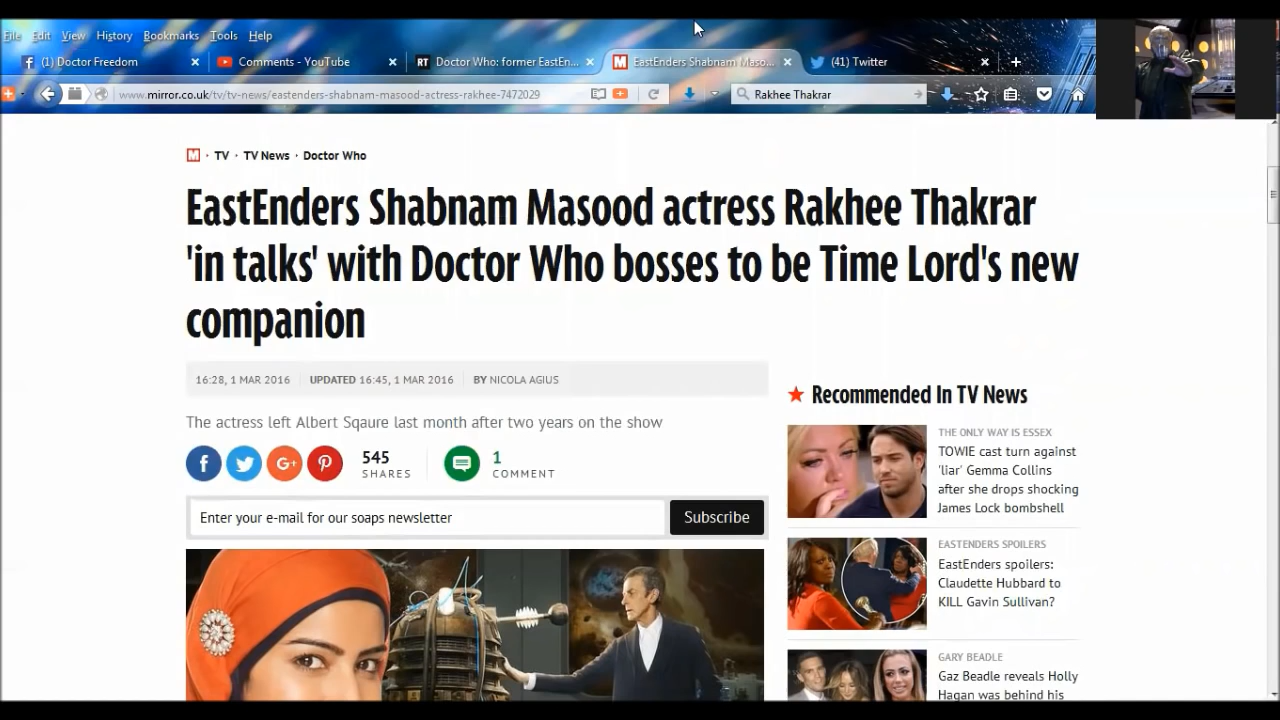 File Edit View History Bookmarks Tools Help
(1) Doctor Freedom
Comments - YouTube
RT Doctor Who: former EastEn...
M EastEnders Shabnam Maso...
(41) Twitter
www.mirror.co.uk/tv/tv-news/eastenders-shabnam-masood-actress-rakhee-7472029
Rakhee Thakrar
M · TV · TV News · Doctor Who
EastEnders Shabnam Masood actress Rakhee Thakrar
'in talks' with Doctor Who bosses to be Time Lord's new
companion
16:28, 1 MAR 2016 UPDATED 16:45, 1 MAR 2016 BY NICOLA AGIUS
The actress left Albert Sqaure last month after two years on the show
545
SHARES
1
COMMENT
Enter your e-mail for our soaps newsletter
Subscribe
Recommended In TV News
THE ONLY WAY IS ESSEX
TOWIE cast turn against
'liar' Gemma Collins
after she drops shocking
James Lock bombshell
EASTENDERS SPOILERS
EastEnders spoilers:
Claudette Hubbard to
KILL Gavin Sullivan?
GARY BEADLE
Gaz Beadle reveals Holly
Hagan was behind his